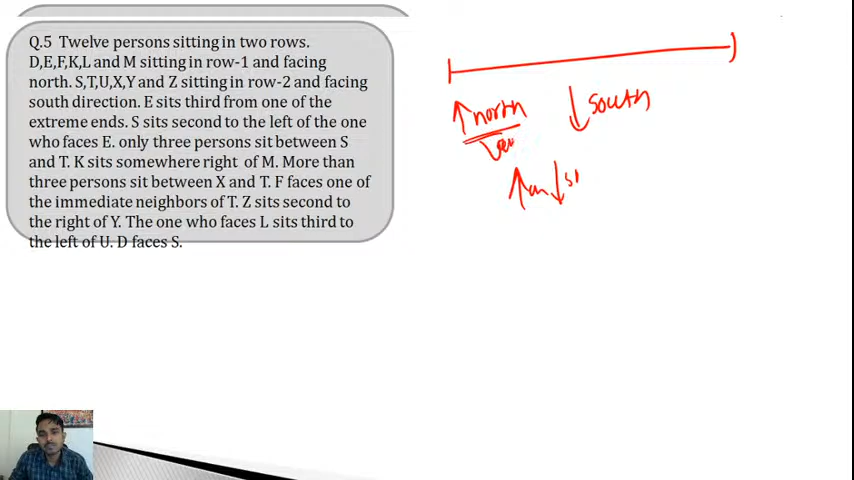 Q.5 Twelve persons sitting in two rows.
D,E,F,K,L and M sitting in row-1 and facing
north. S,T,U,X,Y and Z sitting in row-2 and facing
south direction. E sits third from one of the
extreme ends. S sits second to the left of the one
who faces E. only three persons sit between S
and T. K sits somewhere right of M. More than
three persons sit between X and T. F faces one of
the immediate neighbors of T. Z sits second to
the right of Y. The one who faces L sits third to
the left of U. D faces S.
↑north ↓south